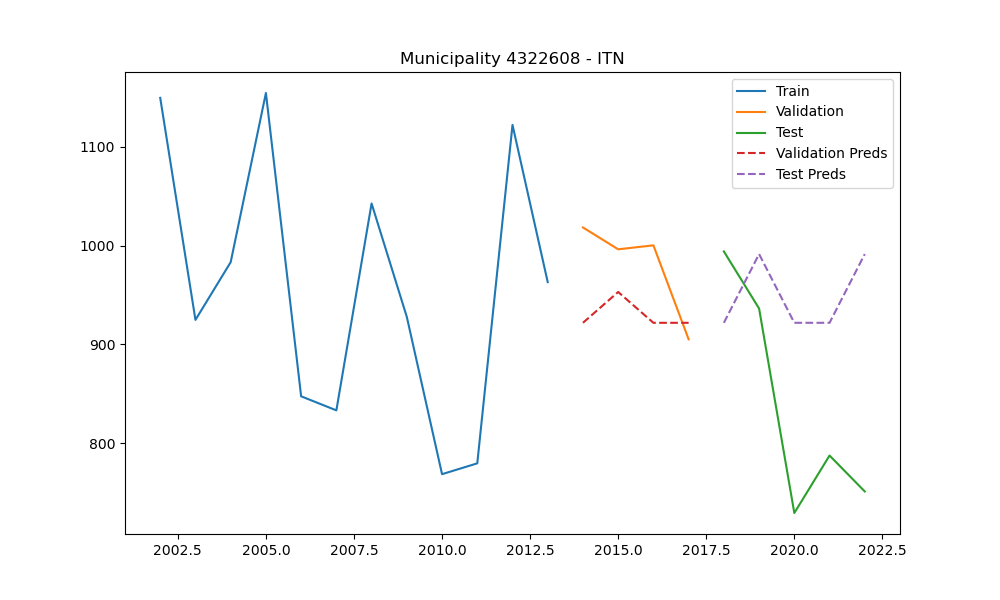 Municipality 4322608 - ITN
Train
Validation
Test
Validation Preds
Test Preds
1100
1000
900
800
2002.5 2005.0 2007.5 2010.0 2012.5 2015.0 2017.5 2020.0 2022.5